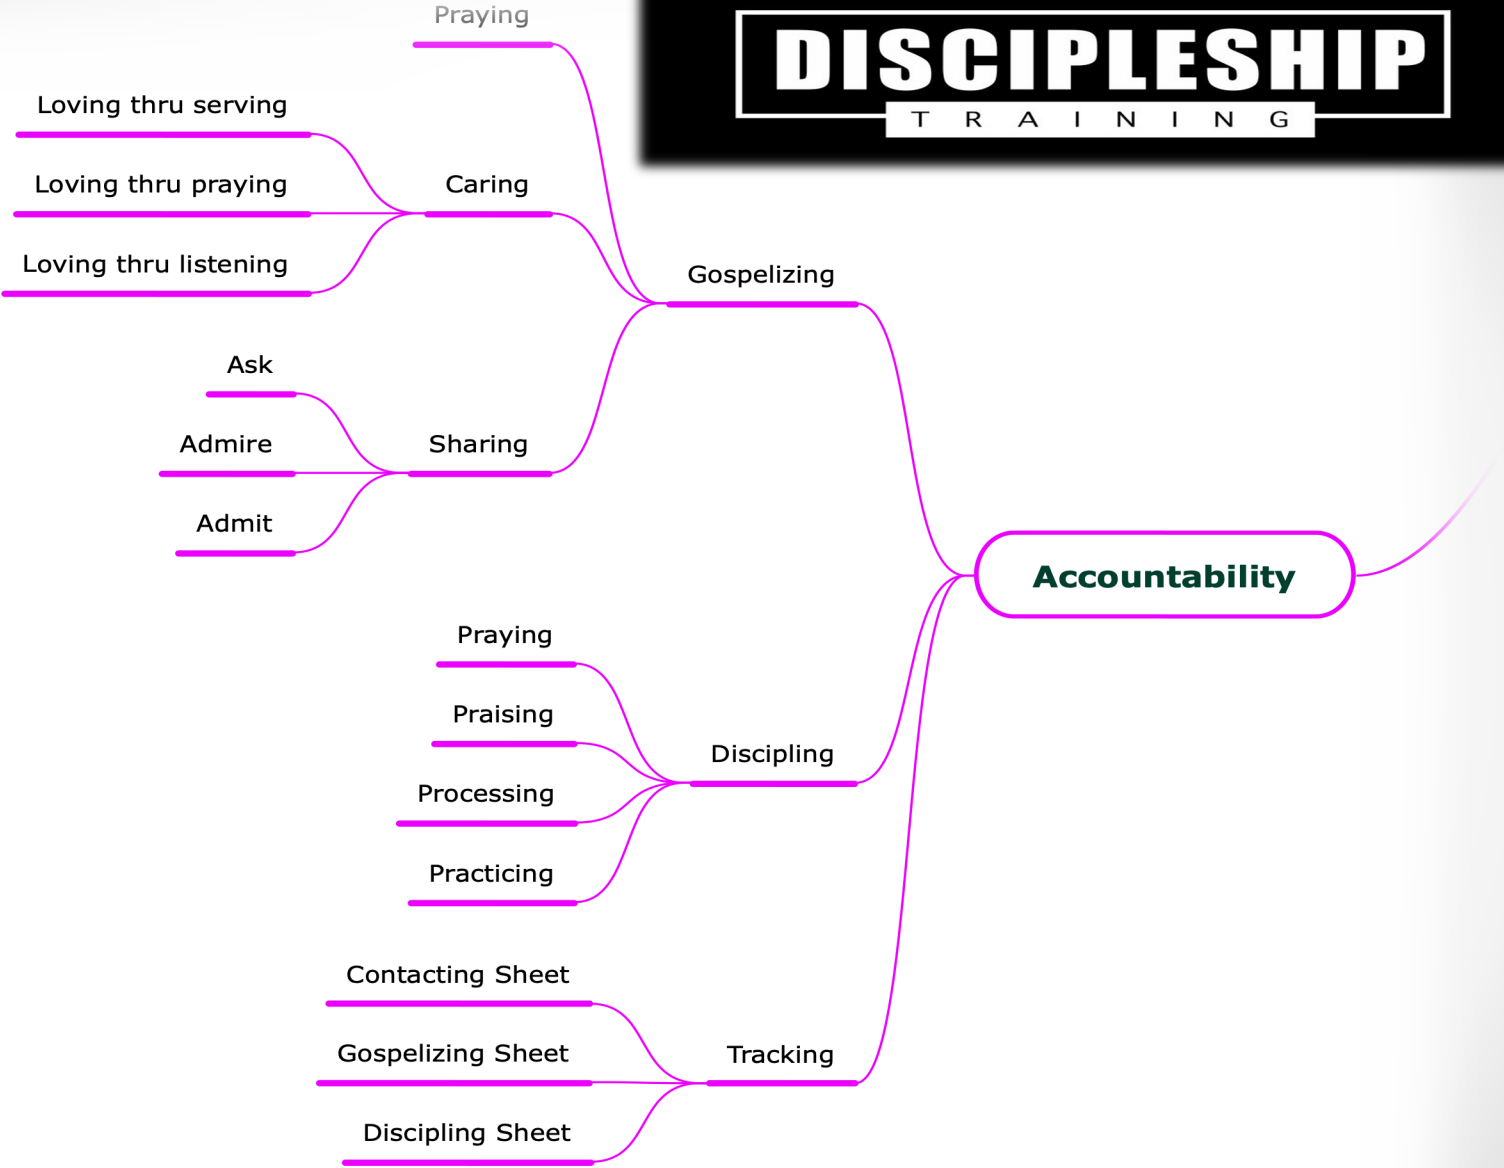 DISCIPLESHIP
TRAINING
Praying
Loving thru serving
Loving thru praying
Caring
Loving thru listening
Gospelizing
Ask
Admire
Sharing
Admit
Accountability
Praying
Praising
Discipling
Processing
Practicing
Contacting Sheet
Gospelizing Sheet
Tracking
Discipling Sheet